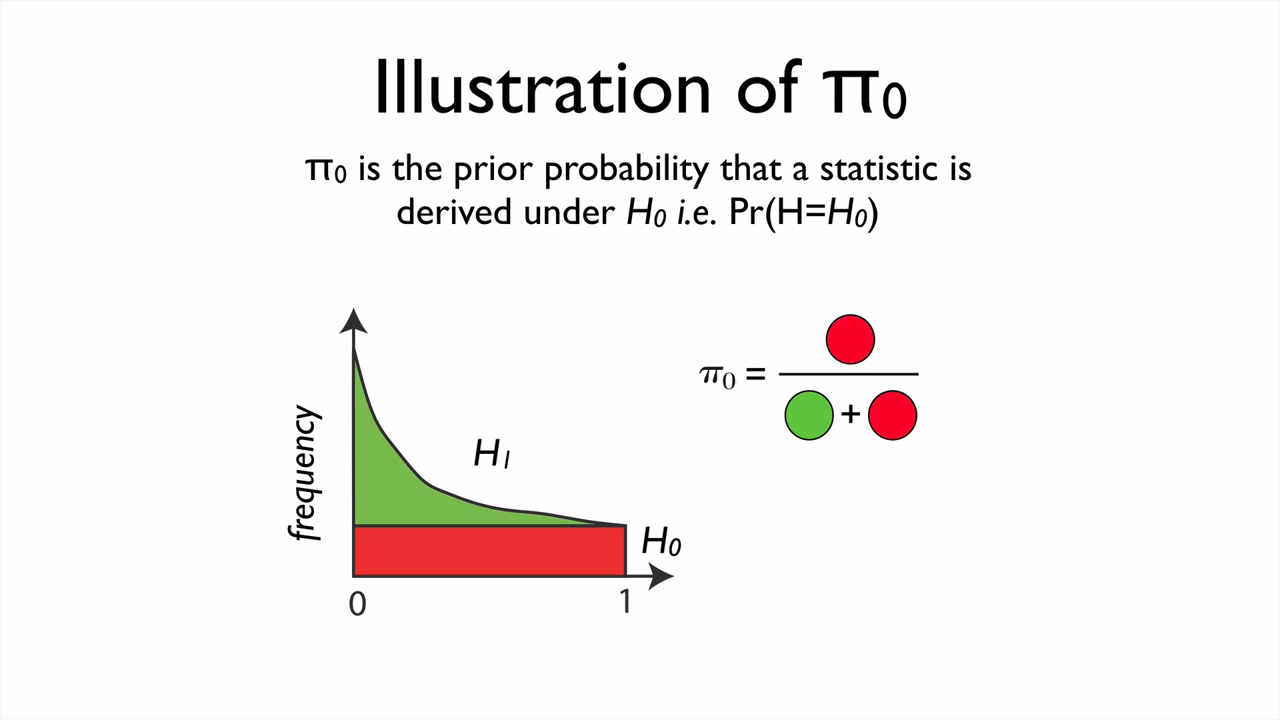 Illustration of π₀
π₀ is the prior probability that a statistic is
derived under H₀ i.e. Pr(H=H₀)
frequency
H₁
H₀
0
1
π₀ =
+